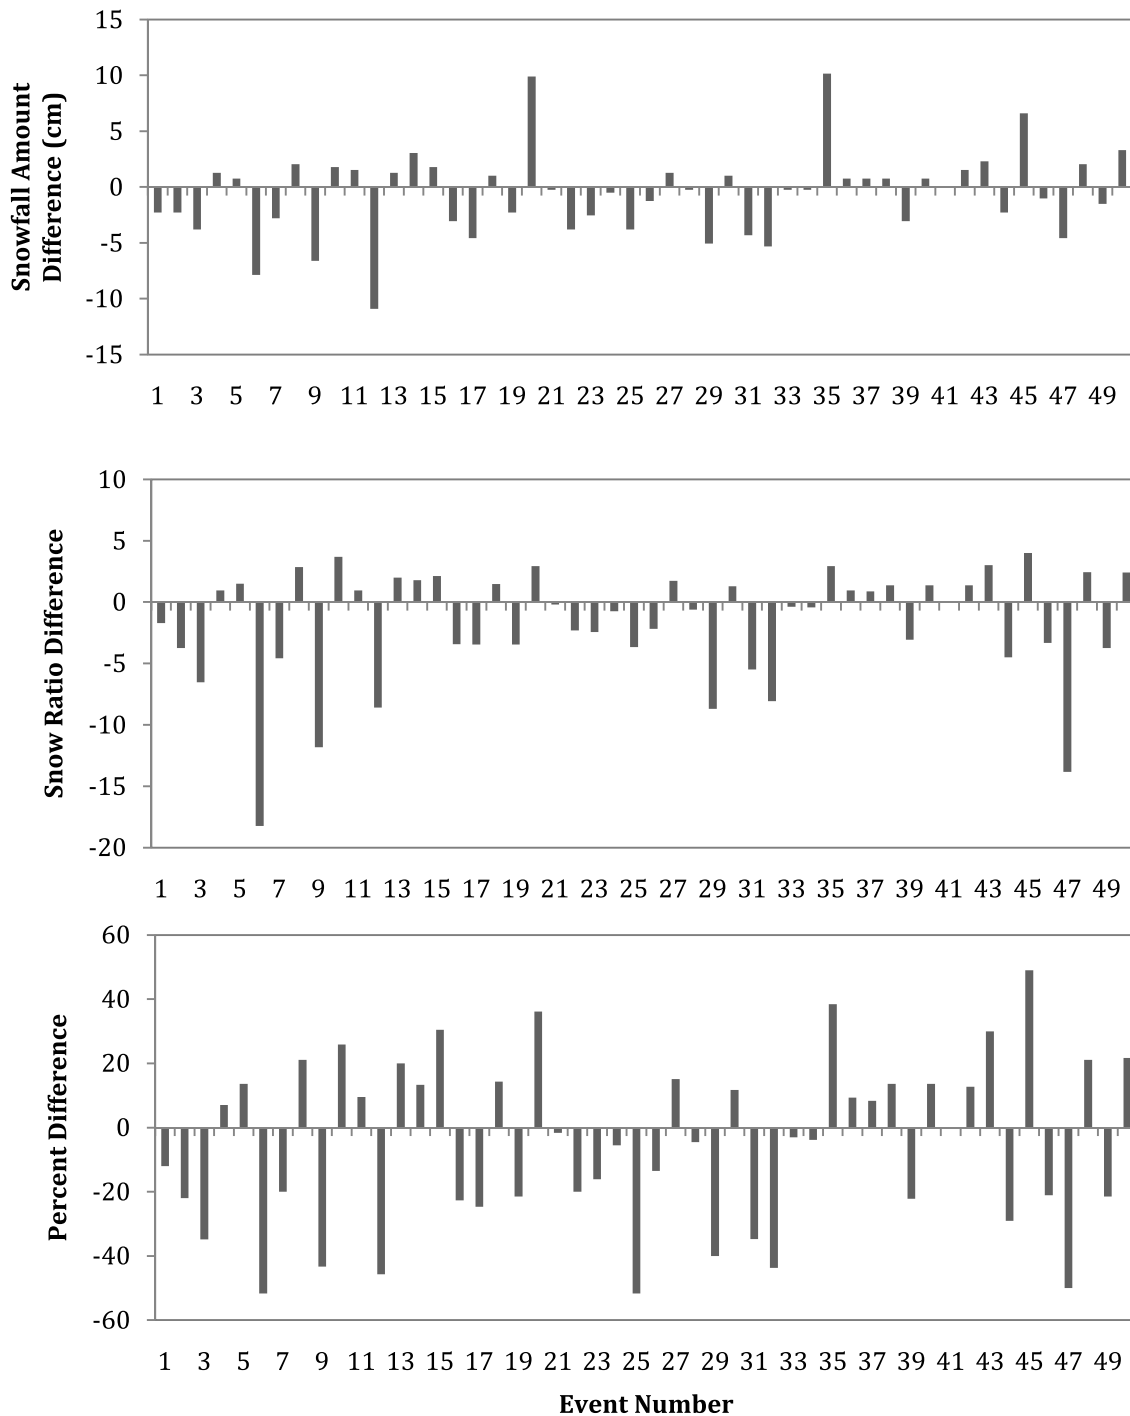 15
10
5
0
-5
-10
-15
Snowfall Amount
Difference (cm)
1 3 5 7 9 11 13 15 17 19 21 23 25 27 29 31 33 35 37 39 41 43 45 47 49
10
5
0
-5
-10
-15
-20
Snow Ratio Difference
1 3 5 7 9 11 13 15 17 19 21 23 25 27 29 31 33 35 37 39 41 43 45 47 49
60
40
20
0
-20
-40
-60
Percent Difference
1 3 5 7 9 11 13 15 17 19 21 23 25 27 29 31 33 35 37 39 41 43 45 47 49
Event Number